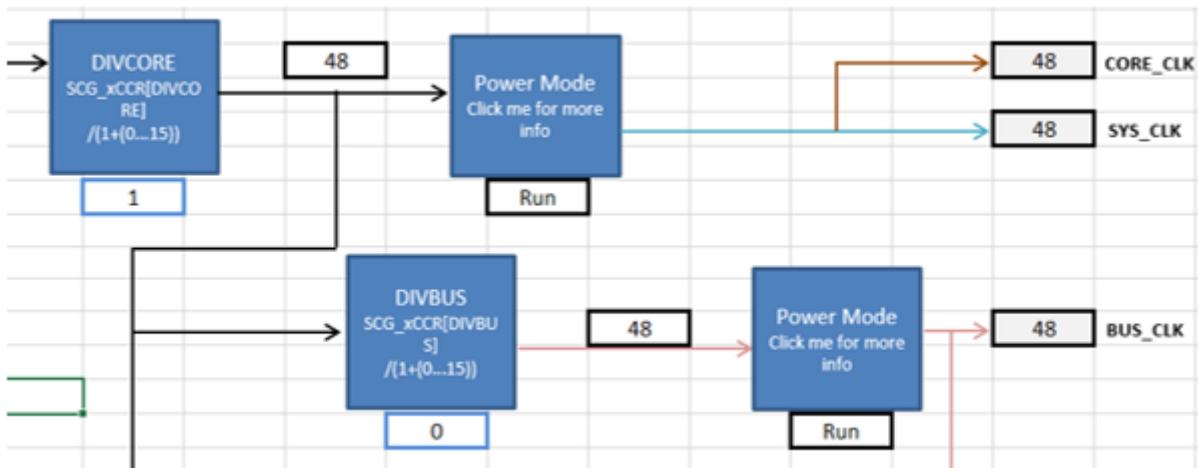 DIVCORE
SCG_xCCR[DIVCO
RE]
/(1+(0...15))
1
48
Power Mode
Click me for more
info
Run
48
CORE_CLK
48
SYS_CLK
DIVBUS
SCG_xCCR[DIVBU
S]
/(1+(0...15))
0
48
Power Mode
Click me for more
info
Run
48
BUS_CLK